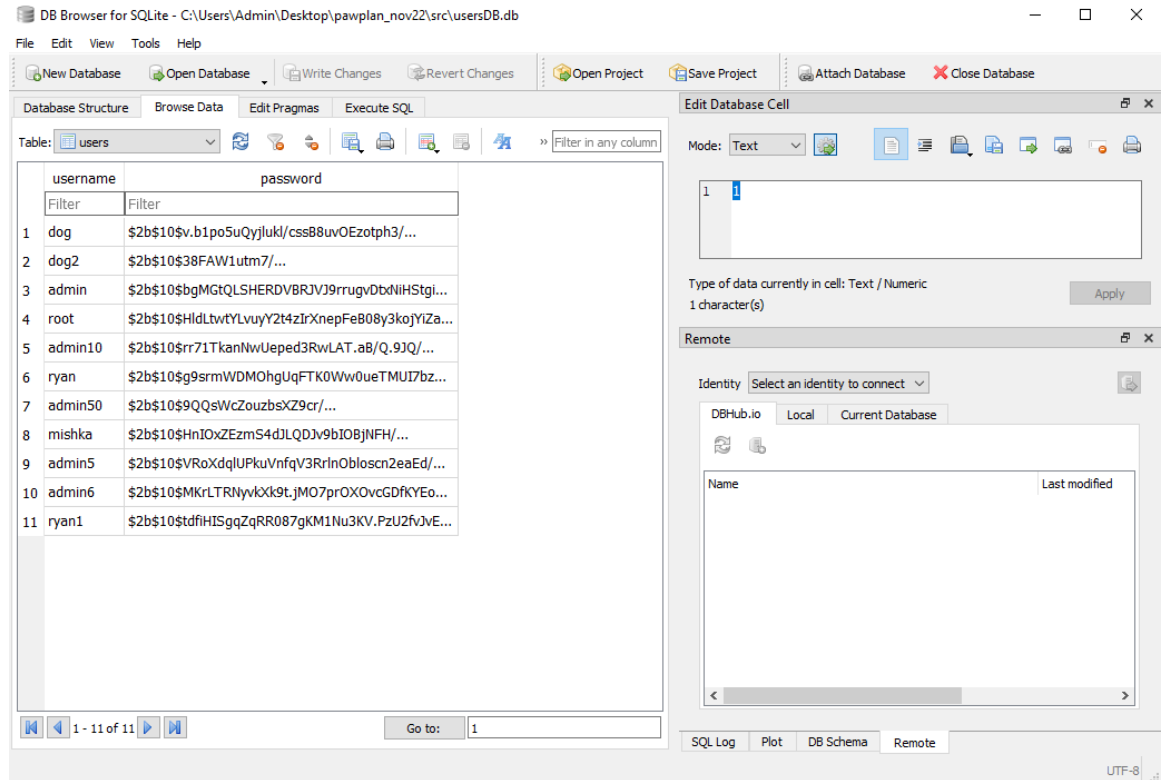 DB Browser for SQLite - C:\Users\Admin\Desktop\pawplan_nov22\src\usersDB.db
File Edit View Tools Help
New Database Open Database Write Changes Revert Changes Open Project Save Project Attach Database Close Database
Database Structure Browse Data Edit Pragmas Execute SQL
Table: users » Filter in any column
username password
Filter Filter
1 dog $2b$10$v.b1po5uQyjlukl/cssB8uvOEzotph3/...
2 dog2 $2b$10$38FAW1utm7/...
3 admin $2b$10$bgMGtQLSHERDVBRJVJ9rrugvDtxNiHStgi...
4 root $2b$10$HldLtwtYLvuyY2t4zIrXnepFeB08y3kojYiZa...
5 admin10 $2b$10$rr71TkanNwUeped3RwLAT.aB/Q.9JQ/...
6 ryan $2b$10$g9srmWDMOhgUqFTK0Ww0ueTMUI7bz...
7 admin50 $2b$10$9QQsWcZouzbsXZ9cr/...
8 mishka $2b$10$HnIOxZEzmS4dJLQDJv9bIOBjNFH/...
9 admin5 $2b$10$VRoXdqlUPkuVnfqV3RrlnObloscn2eaEd/...
10 admin6 $2b$10$MKrLTRNyvkXk9t.jMO7prOXOvcGDfKYEo...
11 ryan1 $2b$10$tdfiHISgqZqRR087gKM1Nu3KV.PzU2fvJvE...
1 - 11 of 11 Go to: 1
Edit Database Cell
Mode: Text
1 1
Type of data currently in cell: Text / Numeric
1 character(s)
Apply
Remote
Identity Select an identity to connect
DBHub.io Local Current Database
Name Last modified
SQL Log Plot DB Schema Remote
UTF-8